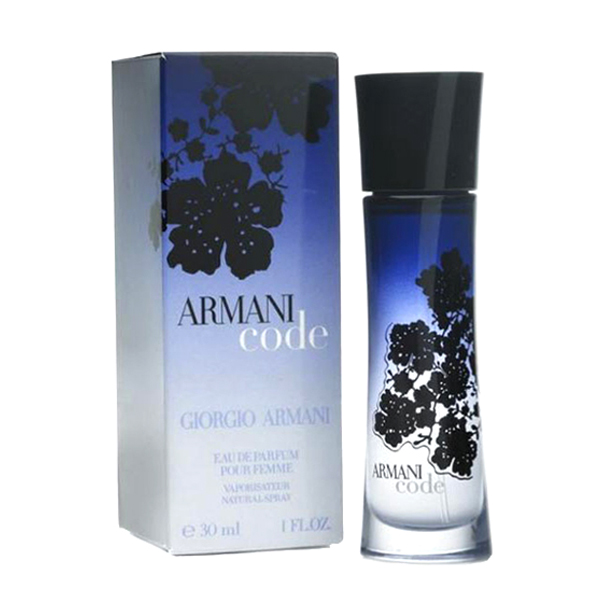 ARMANI
code
GIORGIO ARMANI
EAU DE PARFUM
POUR FEMME
VAPORISATEUR
NATURAL SPRAY
e 30 ml 1 FL.OZ.
ARMANI
code